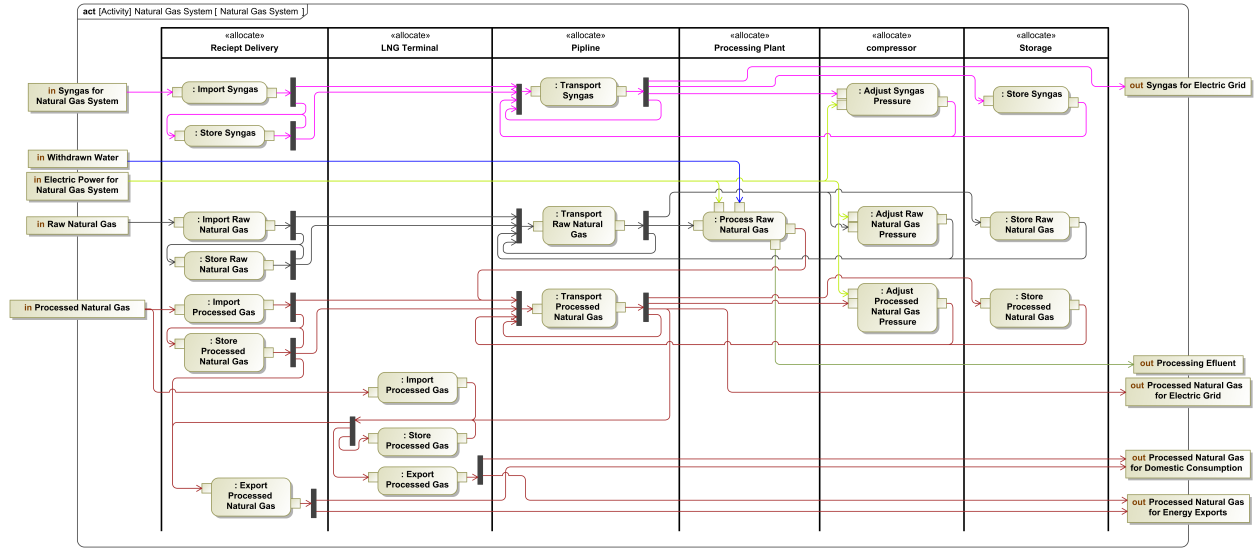 act [Activity] Natural Gas System [ Natural Gas System ]
«allocate»
Reciept Delivery
«allocate»
LNG Terminal
«allocate»
Pipline
«allocate»
Processing Plant
«allocate»
compressor
«allocate»
Storage
in Syngas for
Natural Gas System
: Import Syngas
: Transport
Syngas
: Adjust Syngas
Pressure
: Store Syngas
out Syngas for Electric Grid
: Store Syngas
in Withdrawn Water
in Electric Power for
Natural Gas System
in Raw Natural Gas
: Import Raw
Natural Gas
: Transport
Raw Natural
Gas
: Process Raw
Natural Gas
: Adjust Raw
Natural Gas
Pressure
: Store Raw
Natural Gas
: Store Raw
Natural Gas
in Processed Natural Gas
: Import
Processed Gas
: Transport
Processed
Natural Gas
: Adjust
Processed
Natural Gas
Pressure
: Store
Processed
Natural Gas
: Store
Processed
Natural Gas
out Processing Efluent
: Import
Processed Gas
out Processed Natural Gas
for Electric Grid
: Store
Processed Gas
: Export
Processed Gas
out Processed Natural Gas
for Domestic Consumption
: Export
Processed
Natural Gas
out Processed Natural Gas
for Energy Exports